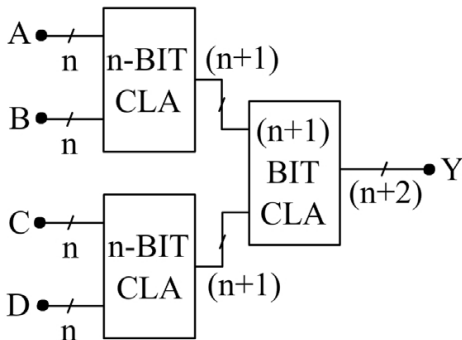 A
n
n-BIT
CLA
(n+1)
B
n
(n+1)
BIT
CLA
Y
(n+2)
C
n
n-BIT
CLA
(n+1)
D
n